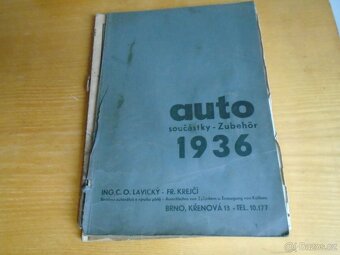 auto
součástky - Zubehör
1936
ING. C. O. LAVICKÝ - FR. KREJČÍ
BRNO, KŘENOVÁ 13 - TEL. 10.177